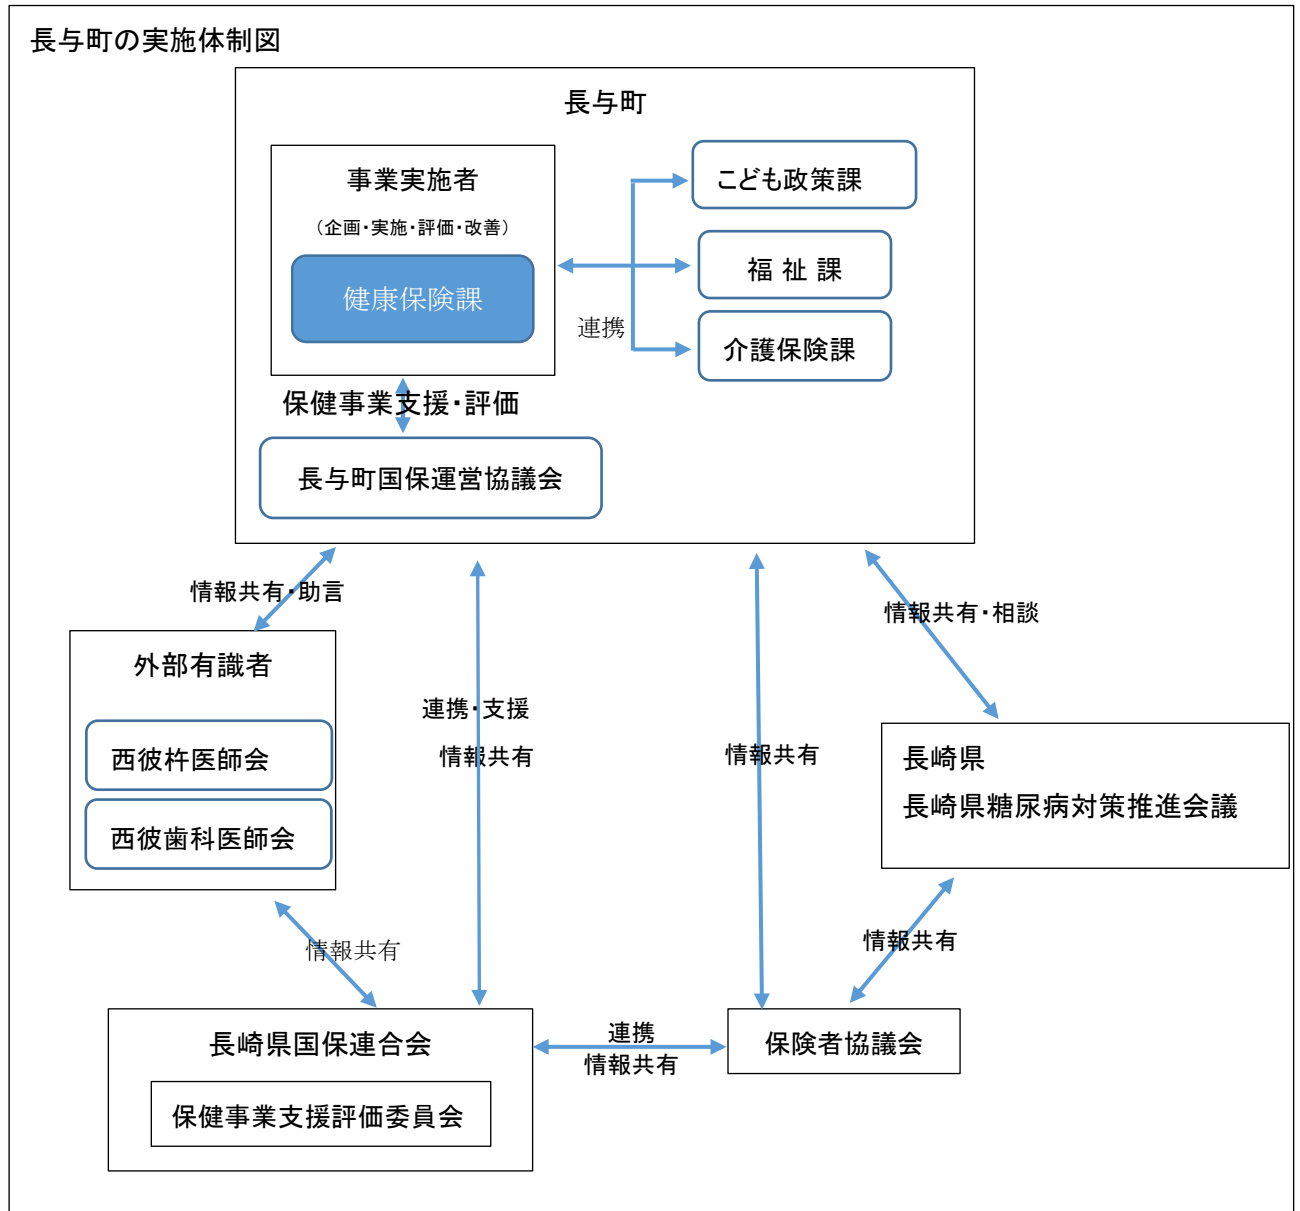 長与町の実施体制図
長与町
事業実施者
（企画・実施・評価・改善）
健康保険課
こども政策課
福 祉 課
介護保険課
連携
保健事業支援・評価
長与町国保運営協議会
情報共有・助言
情報共有・相談
外部有識者
西彼杵医師会
西彼歯科医師会
連携・支援
情報共有
情報共有
長崎県
長崎県糖尿病対策推進会議
情報共有
情報共有
長崎県国保連合会
保健事業支援評価委員会
連携
情報共有
保険者協議会